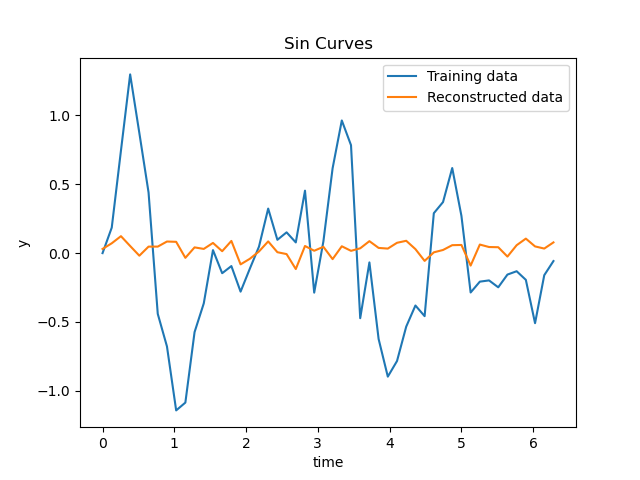 Sin Curves
Training data
Reconstructed data
1.0
0.5
0.0
−0.5
−1.0
y
0 1 2 3 4 5 6
time